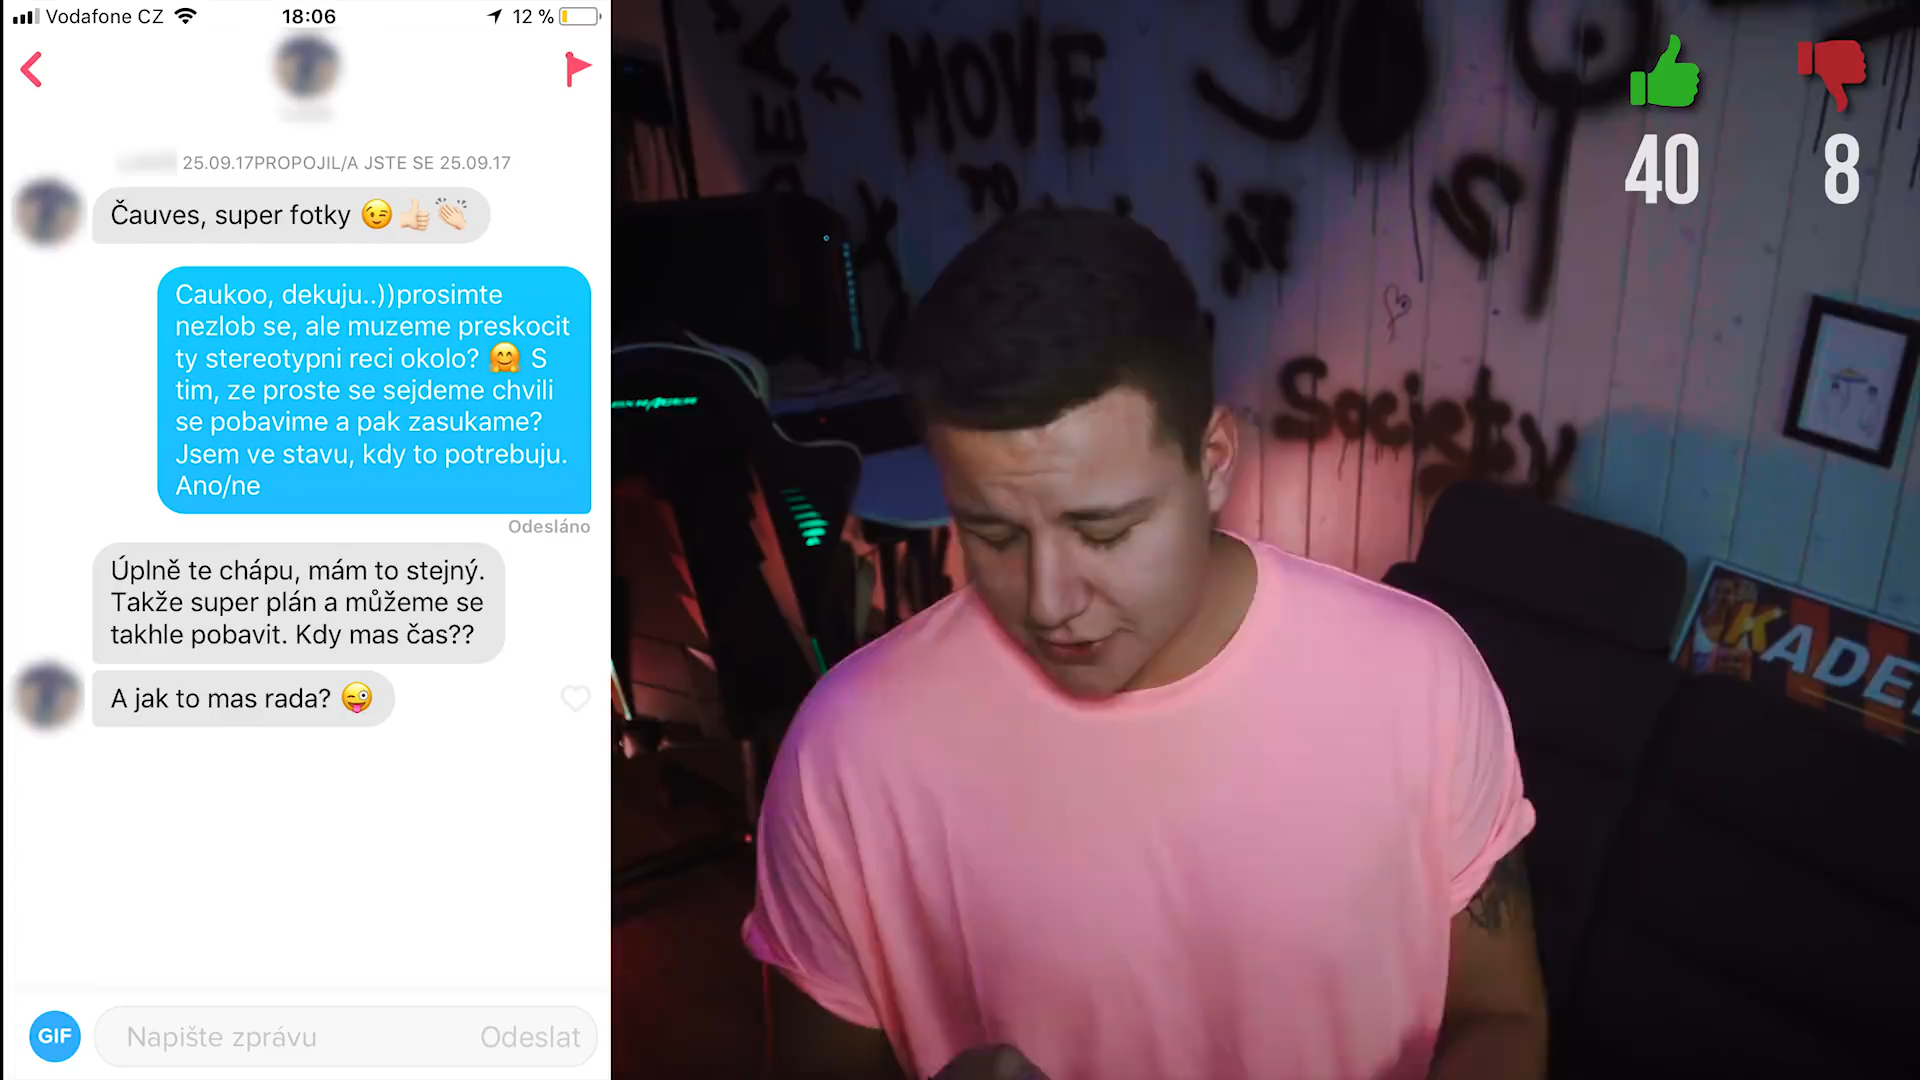 Vodafone CZ
18:06
12 %
25.09.17PROPOJIL/A JSTE SE 25.09.17
Čauves, super fotky 😉👍🏻👏🏻
Caukoo, dekuju..))prosimte
nezlob se, ale muzeme preskocit
ty stereotypni reci okolo? 🤗 S
tim, ze proste se sejdeme chvili
se pobavime a pak zasukame?
Jsem ve stavu, kdy to potrebuju.
Ano/ne
Odesláno
Úplně te chápu, mám to stejný.
Takže super plán a můžeme se
takhle pobavit. Kdy mas čas??
A jak to mas rada? 😜
GIF
Napište zprávu
Odeslat
40
8
MOVE
TO
Society
KADE